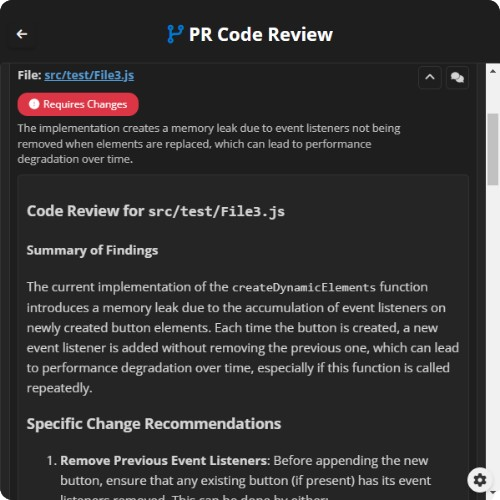 PR Code Review
File: src/test/File3.js
Requires Changes
The implementation creates a memory leak due to event listeners not being
removed when elements are replaced, which can lead to performance
degradation over time.
Code Review for src/test/File3.js
Summary of Findings
The current implementation of the createDynamicElements function
introduces a memory leak due to the accumulation of event listeners on
newly created button elements. Each time the button is created, a new
event listener is added without removing the previous one, which can lead
to performance degradation over time, especially if this function is called
repeatedly.
Specific Change Recommendations
1. Remove Previous Event Listeners: Before appending the new
button, ensure that any existing button (if present) has its event
listeners removed. This can be done by either: